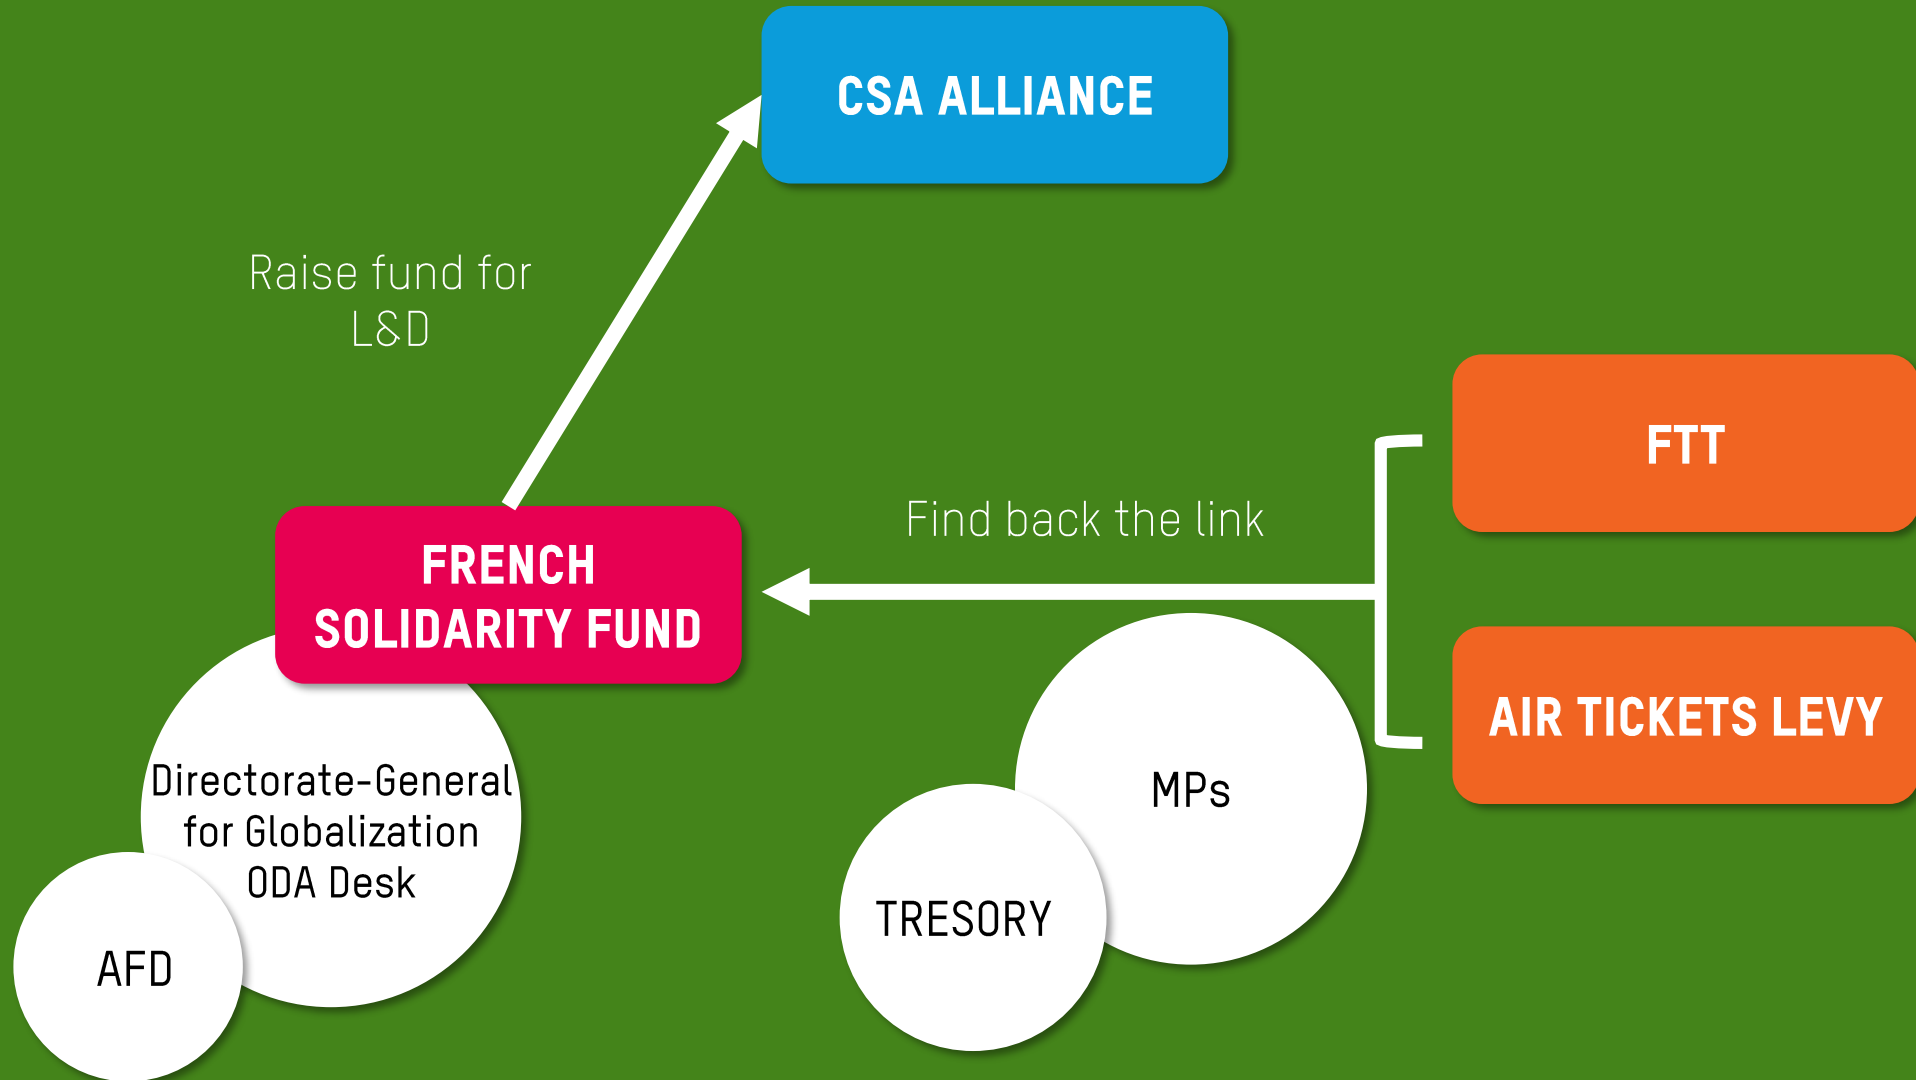 CSA ALLIANCE
Raise fund for
L&D
FTT
Find back the link
FRENCH
SOLIDARITY FUND
AIR TICKETS LEVY
Directorate-General
for Globalization
ODA Desk
MPs
TRESORY
AFD